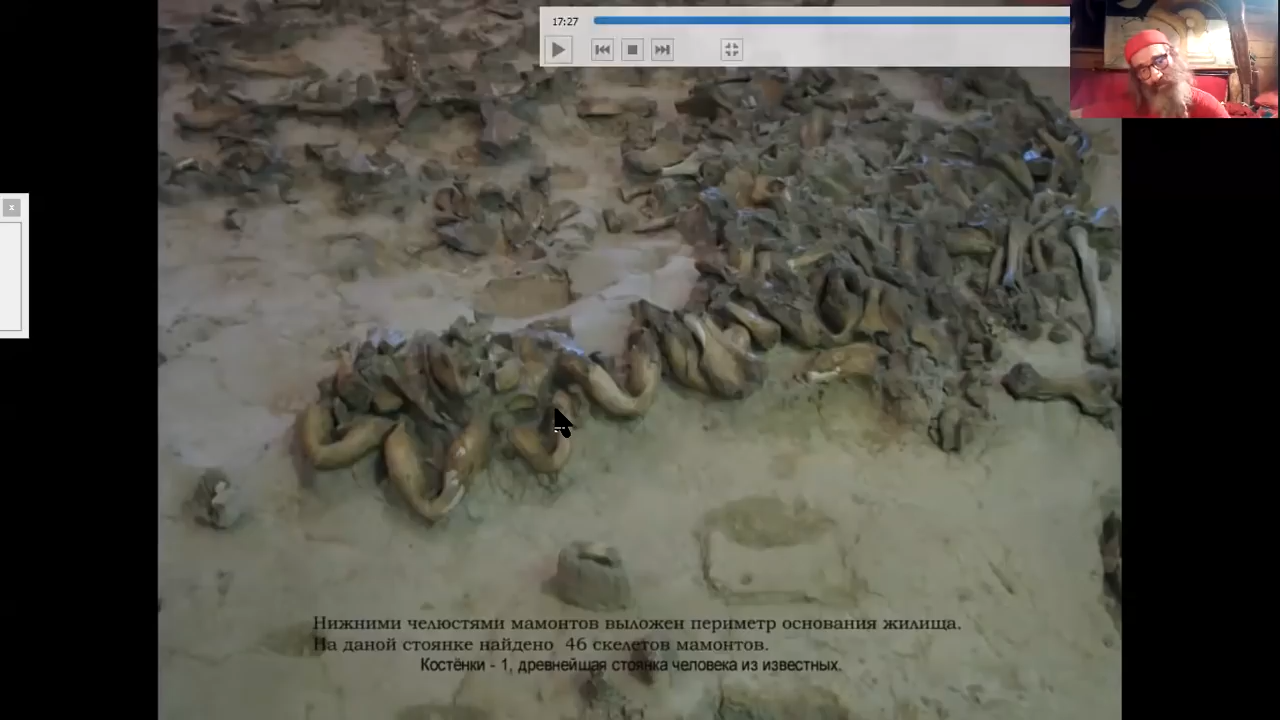 17:27
x
Нижними челюстями мамонтов выложен периметр основания жилища.
На даной стоянке найдено 46 скелетов мамонтов.
Костёнки - 1, древнейшая стоянка человека из известных.